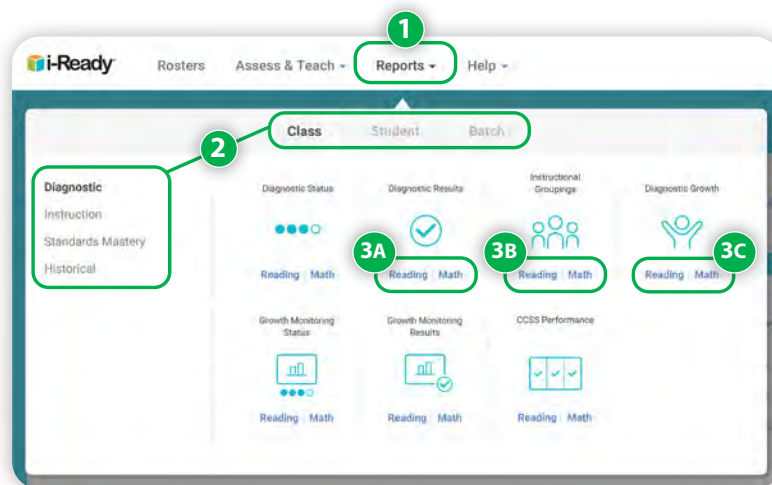 1
i-Ready Rosters Assess & Teach Reports Help
2
Class Student Batch
Diagnostic
Instruction
Standards Mastery
Historical
Diagnostic Status
Reading Math
Diagnostic Results
3A
Reading Math
Instructional
Groupings
3B
Reading Math
Diagnostic Growth
3C
Reading Math
Growth Monitoring
Status
Reading Math
Growth Monitoring
Results
Reading Math
CCSS Performance
Reading Math